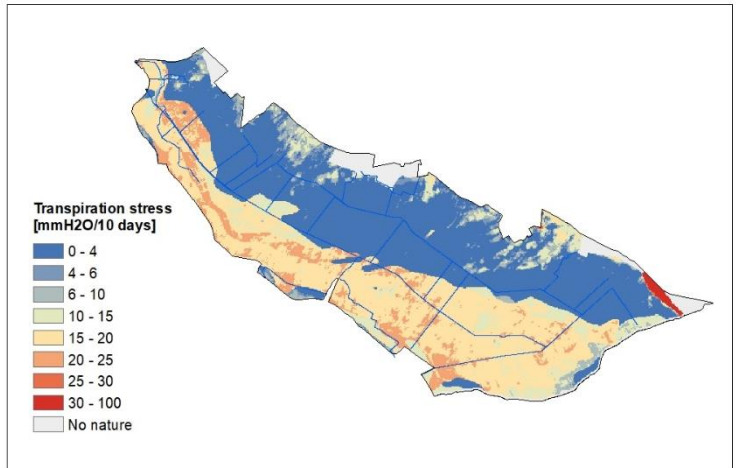 Transpiration stress
[mmH2O/10 days]
0 - 4
4 - 6
6 - 10
10 - 15
15 - 20
20 - 25
25 - 30
30 - 100
No nature